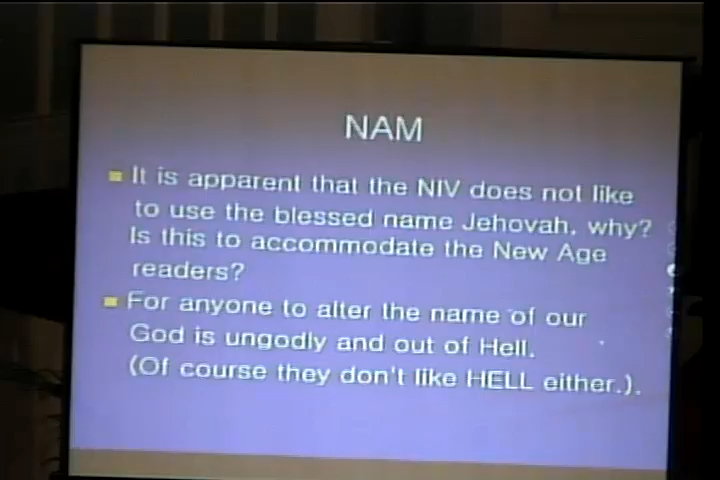 NAM
It is apparent that the NIV does not like
to use the blessed name Jehovah, why?
Is this to accommodate the New Age
readers?
For anyone to alter the name of our
God is ungodly and out of Hell.
(Of course they don't like HELL either.).